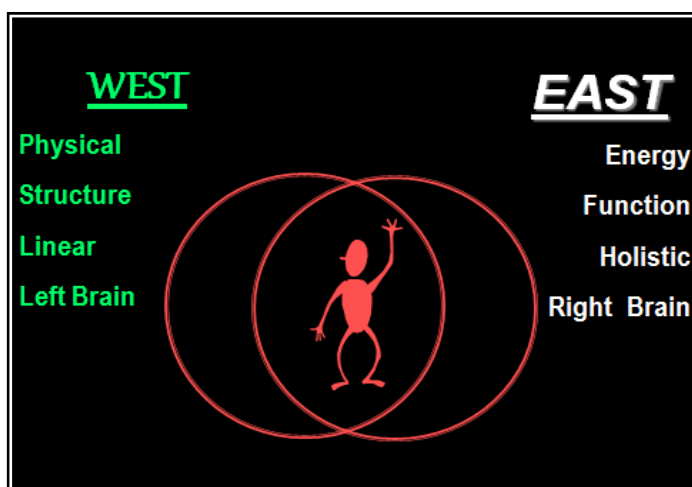 WEST
Physical
Structure
Linear
Left Brain
EAST
Energy
Function
Holistic
Right Brain